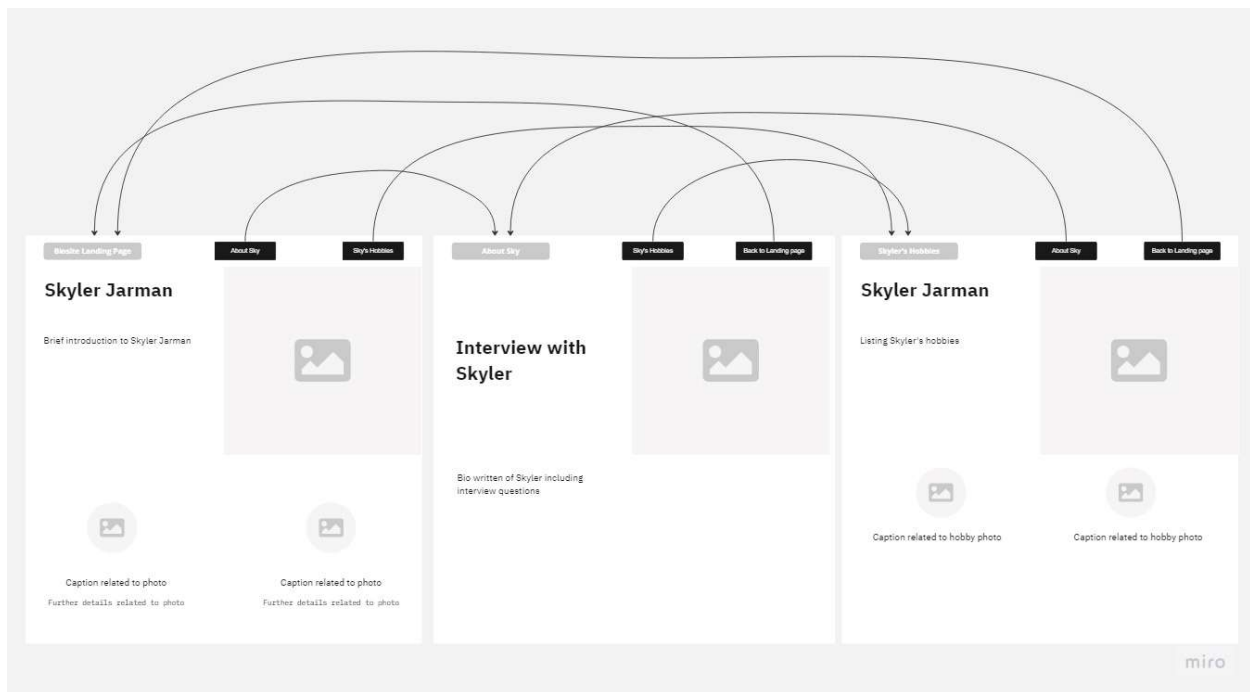 Biosite Landing Page
About Sky
Sky's Hobbies
Skyler Jarman
Brief introduction to Skyler Jarman
Caption related to photo
Further details related to photo
Caption related to photo
Further details related to photo
About Sky
Sky's Hobbies
Back to Landing page
Interview with
Skyler
Bio written of Skyler including
interview questions
Skyler's Hobbies
About Sky
Back to Landing page
Skyler Jarman
Listing Skyler's hobbies
Caption related to hobby photo
Caption related to hobby photo
miro